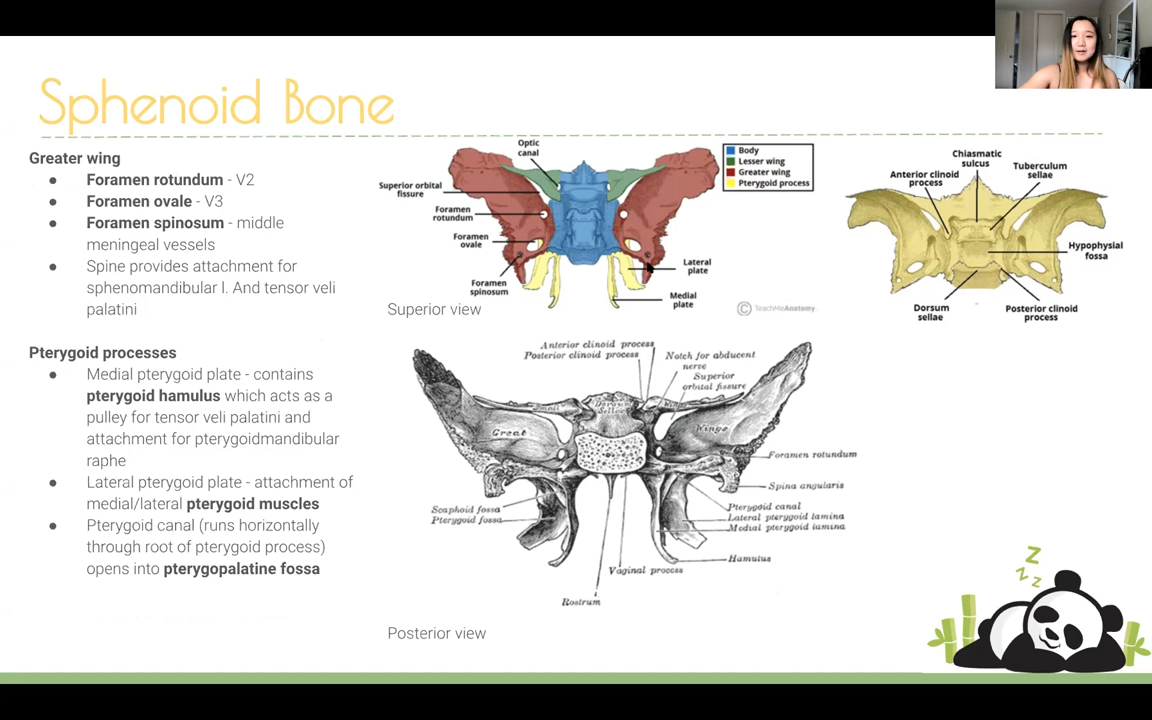 Sphenoid Bone
Greater wing
● Foramen rotundum - V2
● Foramen ovale - V3
● Foramen spinosum - middle
meningeal vessels
● Spine provides attachment for
sphenomandibular l. And tensor veli
palatini
Pterygoid processes
● Medial pterygoid plate - contains
pterygoid hamulus which acts as a
pulley for tensor veli palatini and
attachment for pterygoidmandibular
raphe
● Lateral pterygoid plate - attachment of
medial/lateral pterygoid muscles
● Pterygoid canal (runs horizontally
through root of pterygoid process)
opens into pterygopalatine fossa
Optic
canal
Superior orbital
fissure
Foramen
rotundum
Foramen
ovale
Foramen
spinosum
Lateral
plate
Medial
plate
Body
Lesser wing
Greater wing
Pterygoid process
Superior view
© TeachMeAnatomy
Chiasmatic
sulcus
Anterior clinoid
process
Tuberculum
sellae
Hypophysial
fossa
Dorsum
sellae
Posterior clinoid
process
Anterior clinoid process
Posterior clinoid process
Notch for abducent
nerve
Superior
orbital fissure
Dorsum
Sellae
Small
Wings
Great
Wings
Foramen rotundum
Spina angularis
Scaphoid fossa
Pterygoid fossa
Pterygoid canal
Lateral pterygoid lamina
Medial pterygoid lamina
Hamulus
Vaginal process
Rostrum
Posterior view
Z
Z
Z